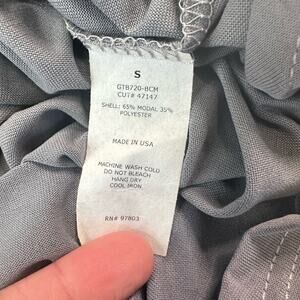 S
GTB720-BCM
CUT# 47147
SHELL: 65% MODAL 35%
POLYESTER
MADE IN USA
MACHINE WASH COLD
DO NOT BLEACH
HANG DRY
COOL IRON.
RN# 97803